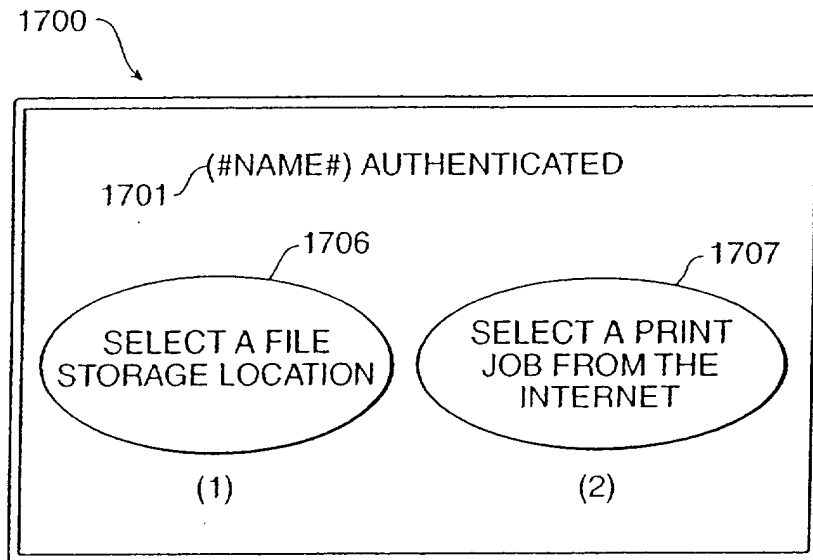 1700
(#NAME#) AUTHENTICATED
1701
1706
1707
SELECT A FILE
STORAGE LOCATION
SELECT A PRINT
JOB FROM THE
INTERNET
(1)
(2)